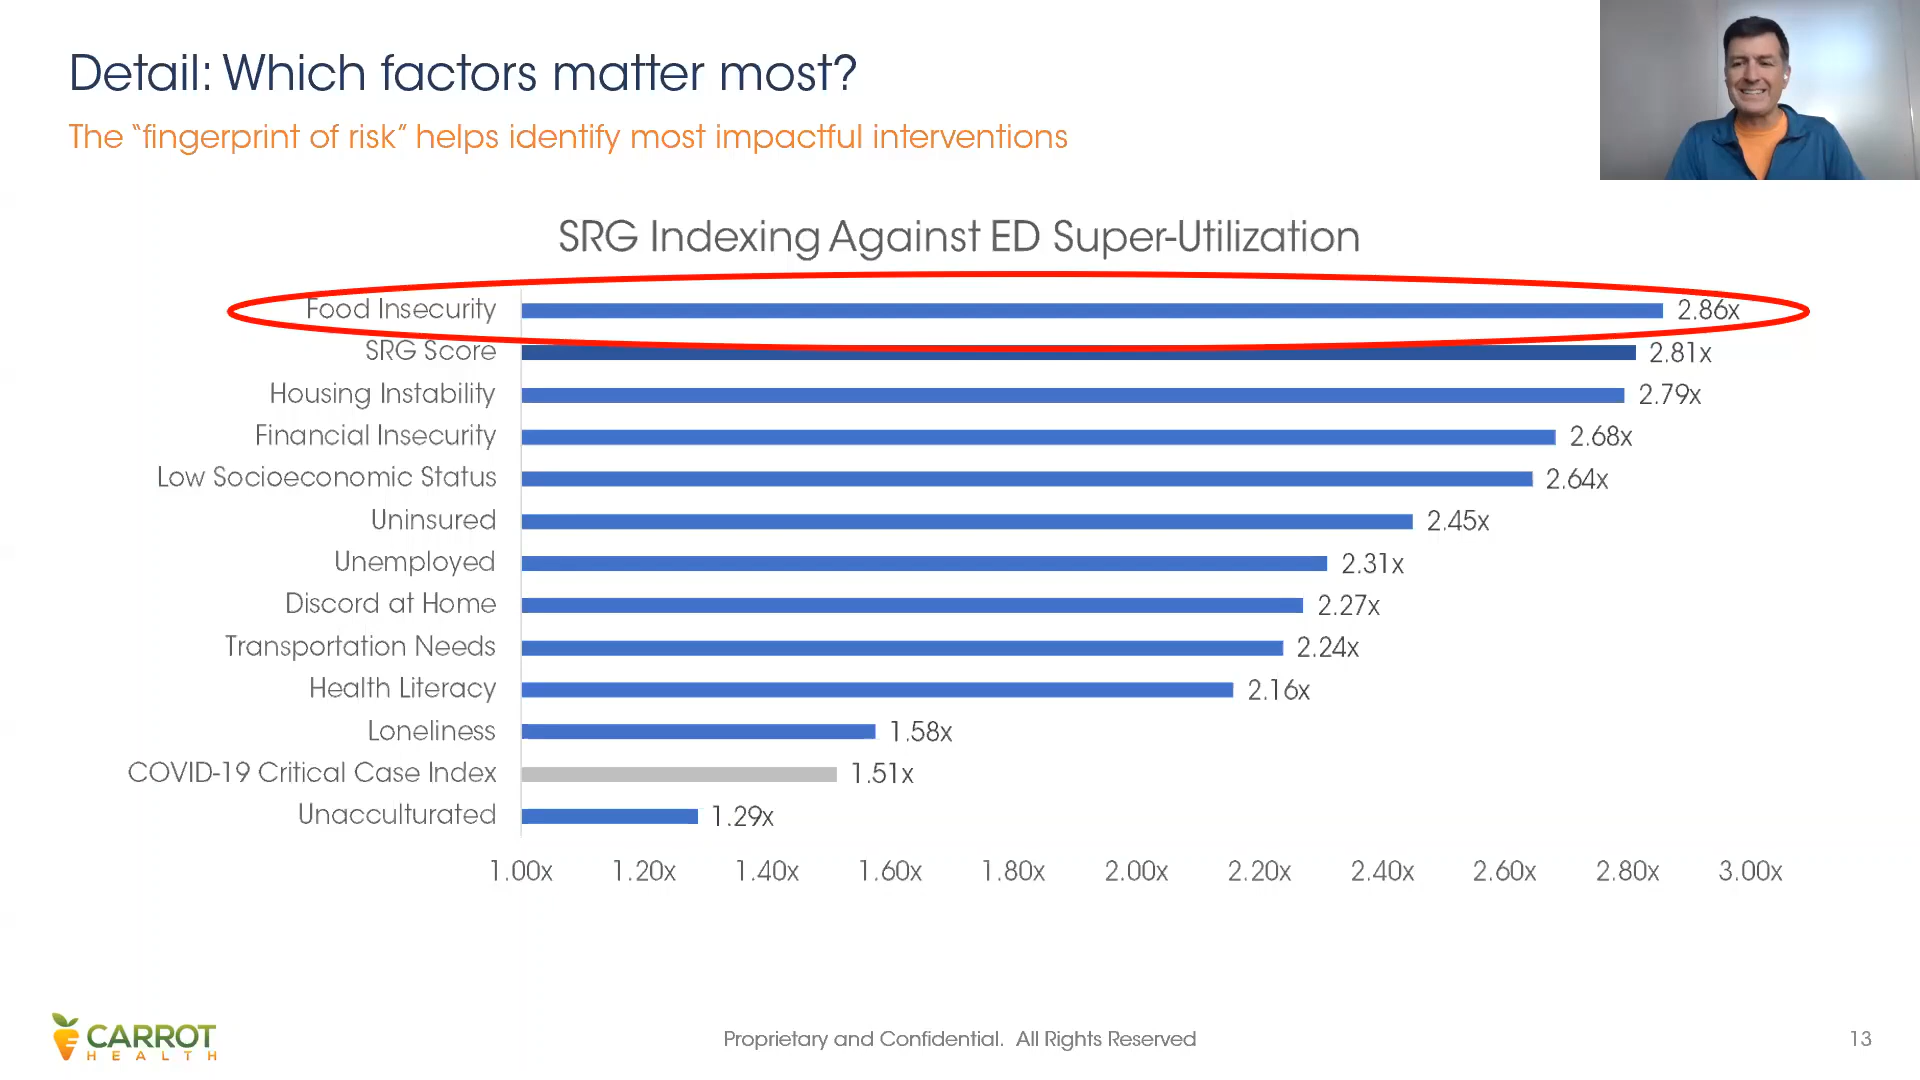 Detail: Which factors matter most?
The “fingerprint of risk” helps identify most impactful interventions
SRG Indexing Against ED Super-Utilization
Food Insecurity 2.86x
SRG Score 2.81x
Housing Instability 2.79x
Financial Insecurity 2.68x
Low Socioeconomic Status 2.64x
Uninsured 2.45x
Unemployed 2.31x
Discord at Home 2.27x
Transportation Needs 2.24x
Health Literacy 2.16x
Loneliness 1.58x
COVID-19 Critical Case Index 1.51x
Unacculturated 1.29x
1.00x 1.20x 1.40x 1.60x 1.80x 2.00x 2.20x 2.40x 2.60x 2.80x 3.00x
CARROT
HEALTH
Proprietary and Confidential. All Rights Reserved
13